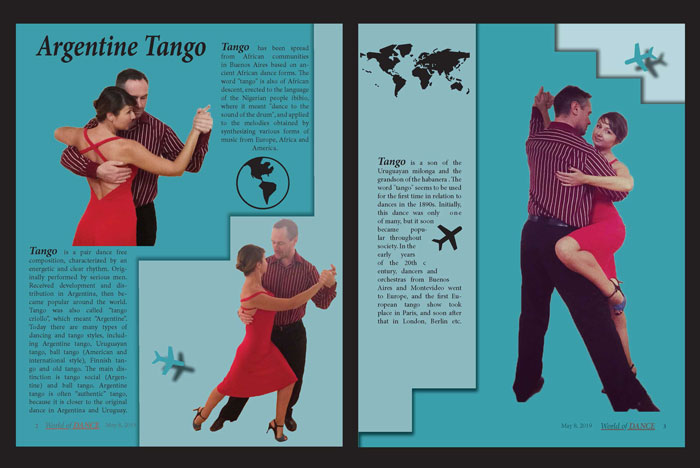 Argentine Tango
Tango has been spread
from African communities
in Buenos Aires based on an-
cient African dance forms. The
word "tango" is also of African
descent, erected to the language
of the Nigerian people ibibio,
where it meant "dance to the
sound of the drum", and applied
to the melodies obtained by
synthesizing various forms of
music from Europe, Africa and
America.
Tango is a pair dance free
composition, characterized by an
energetic and clear rhythm. Orig-
inally performed by serious men.
Received development and dis-
tribution in Argentina, then be-
came popular around the world.
Tango was also called "tango
criollo", which meant "Argentine".
Today there are many types of
dancing and tango styles, includ-
ing Argentine tango, Uruguayan
tango, ball tango (American and
international style), Finnish tan-
go and old tango. The main dis-
tinction is tango social (Argen-
tine) and ball tango. Argentine
tango is often "authentic" tango,
because it is closer to the original
dance in Argentina and Uruguay.
2 World of DANCE May 8, 2019
Tango is a son of the
Uruguayan milonga and the
grandson of the habanera . The
word "tango" seems to be used
for the first time in relation to
dances in the 1890s. Initially,
this dance was only one
of many, but it soon
became popu-
lar throughout
society. In the
early years
of the 20th c
entury, dancers and
orchestras from Buenos
Aires and Montevideo went
to Europe, and the first Eu-
ropean tango show took
place in Paris, and soon after
that in London, Berlin etc.
May 8, 2019 World of DANCE 3